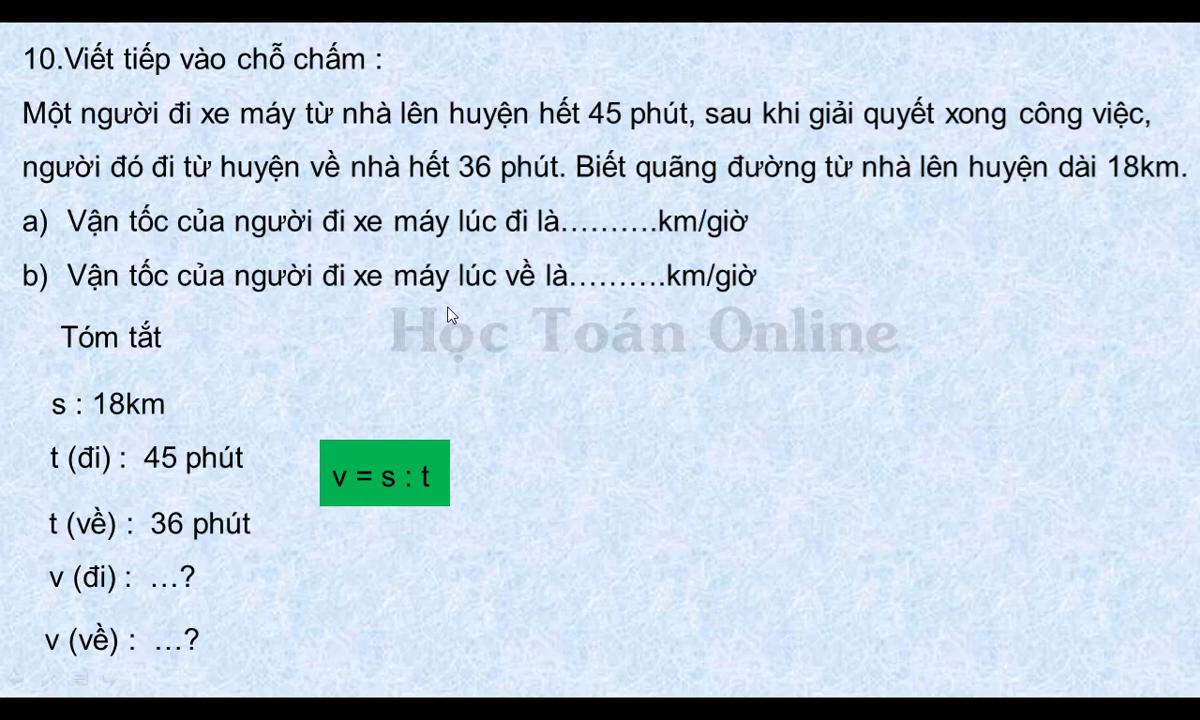 10.Viết tiếp vào chỗ chấm :
Một người đi xe máy từ nhà lên huyện hết 45 phút, sau khi giải quyết xong công việc,
người đó đi từ huyện về nhà hết 36 phút. Biết quãng đường từ nhà lên huyện dài 18km.
a) Vận tốc của người đi xe máy lúc đi là……….km/giờ
b) Vận tốc của người đi xe máy lúc về là……….km/giờ
Học Toán Online
Tóm tắt
s : 18km
t (đi) : 45 phút
v = s : t
t (về) : 36 phút
v (đi) : …?
v (về) : …?